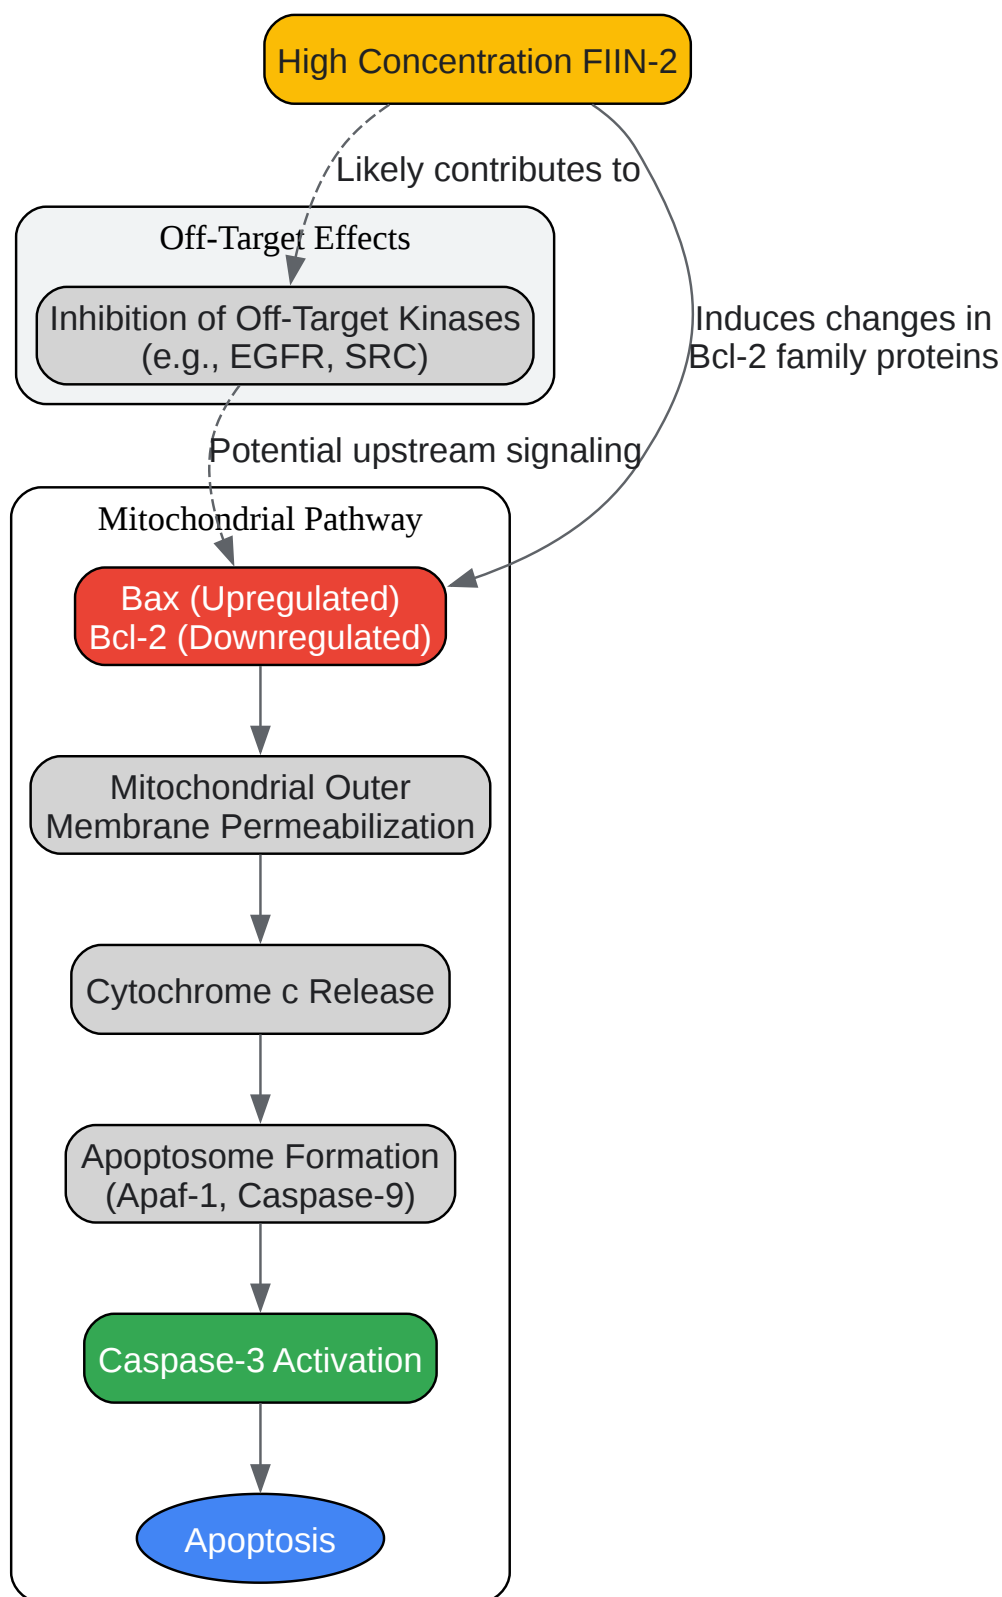 High Concentration FIIN-2
Likely contributes to
Off-Target Effects
Inhibition of Off-Target Kinases
(e.g., EGFR, SRC)
Induces changes in
Bcl-2 family proteins
Potential upstream signaling
Mitochondrial Pathway
Bax (Upregulated)
Bcl-2 (Downregulated)
Mitochondrial Outer
Membrane Permeabilization
Cytochrome c Release
Apoptosome Formation
(Apaf-1, Caspase-9)
Caspase-3 Activation
Apoptosis